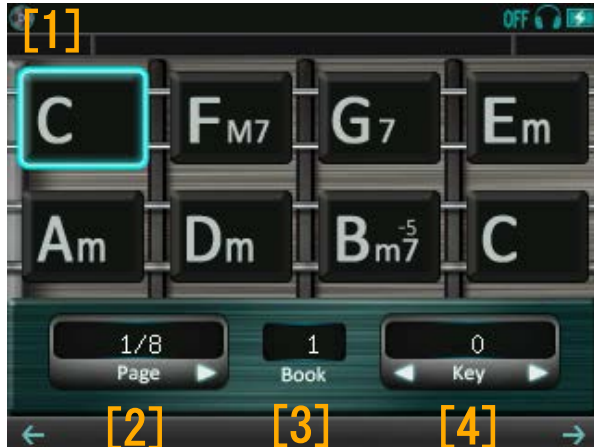 [1] OFF
C FM7 G7 Em
Am Dm Bm7-5 C
1/8 1 0
Page Book Key
[2] [3] [4]